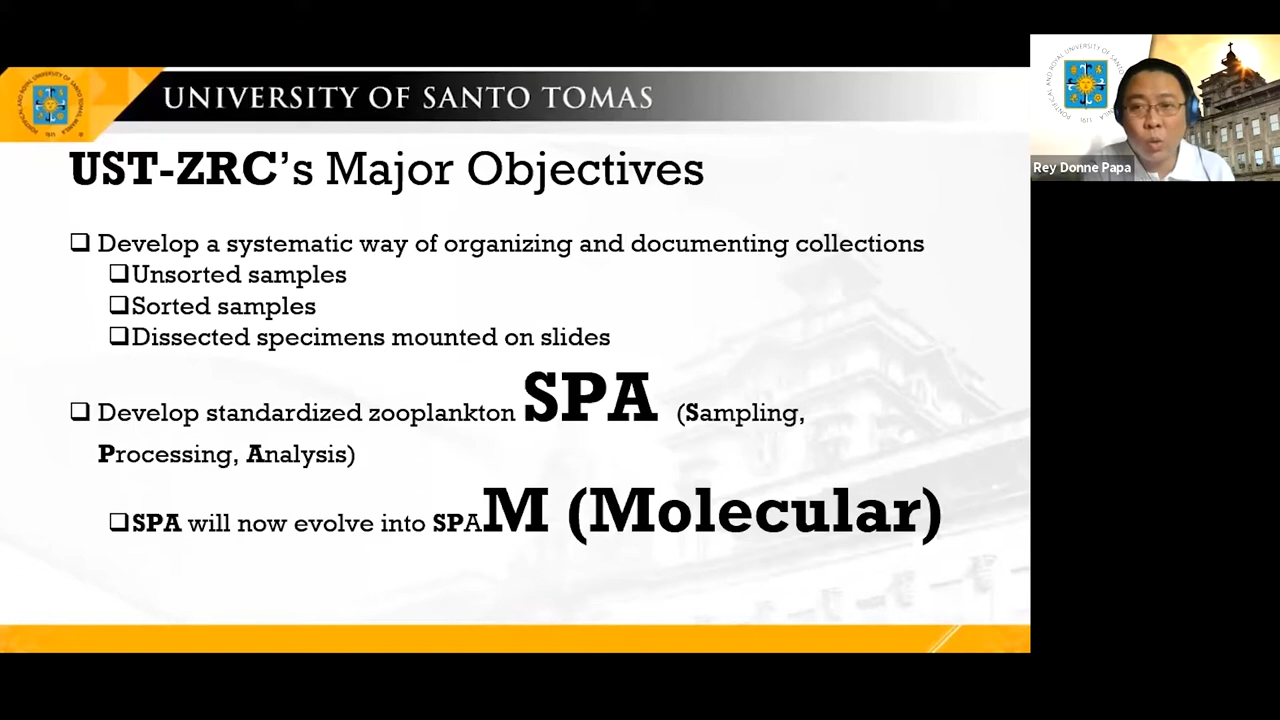 UNIVERSITY OF SANTO TOMAS
UST-ZRC’s Major Objectives
❑ Develop a systematic way of organizing and documenting collections
❑Unsorted samples
❑Sorted samples
❑Dissected specimens mounted on slides
❑ Develop standardized zooplankton SPA (Sampling,
Processing, Analysis)
❑SPA will now evolve into SPAM (Molecular)
Rey Donne Papa